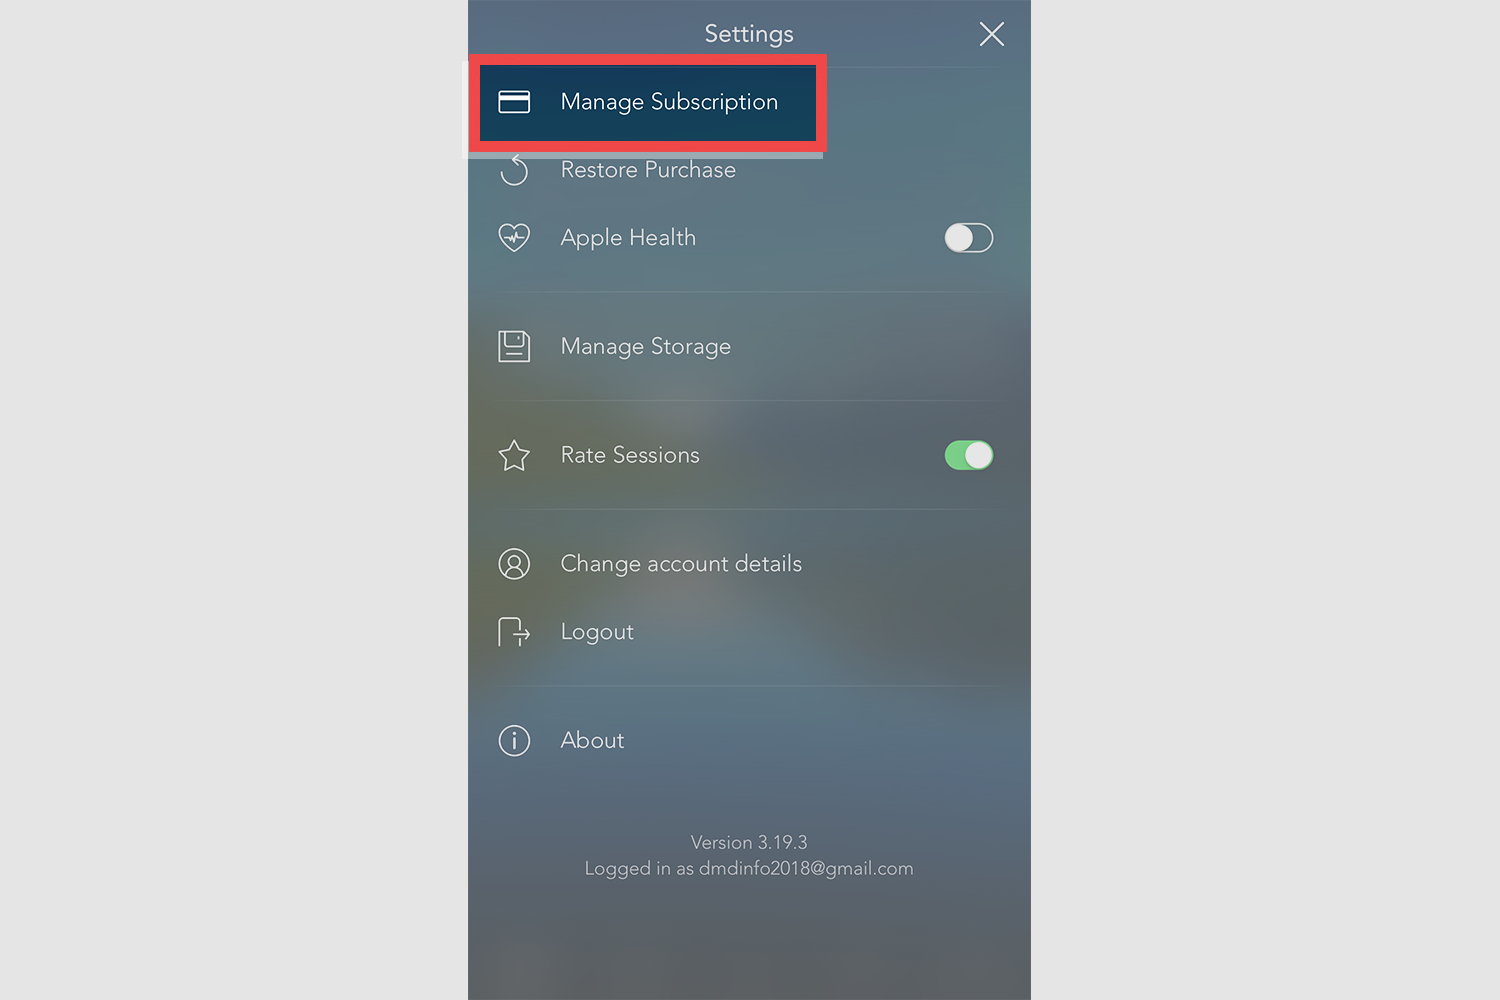 Settings
Manage Subscription
Restore Purchase
Apple Health
Manage Storage
Rate Sessions
Change account details
Logout
About
Version 3.19.3
Logged in as dmdinfo2018@gmail.com